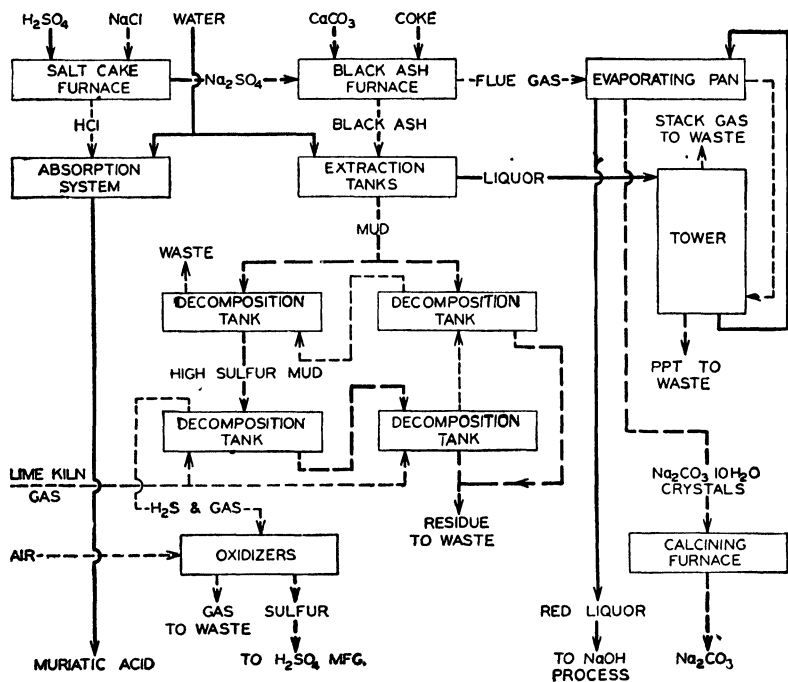 H₂SO₄
NaCl
WATER
CaCO₃
COKE
SALT CAKE
FURNACE
Na₂SO₄
BLACK ASH
FURNACE
FLUE GAS
EVAPORATING PAN
HCl
BLACK ASH
STACK GAS
TO WASTE
ABSORPTION
SYSTEM
EXTRACTION
TANKS
LIQUOR
TOWER
MUD
WASTE
DECOMPOSITION
TANK
DECOMPOSITION
TANK
PPT TO
WASTE
HIGH SULFUR MUD
DECOMPOSITION
TANK
DECOMPOSITION
TANK
LIME KILN
GAS
Na₂CO₃ 10H₂O
CRYSTALS
H₂S & GAS
RESIDUE
TO WASTE
AIR
OXIDIZERS
CALCINING
FURNACE
GAS
TO WASTE
SULFUR
RED LIQUOR
MURIATIC ACID
TO H₂SO₄ MFG.
TO NaOH
PROCESS
Na₂CO₃